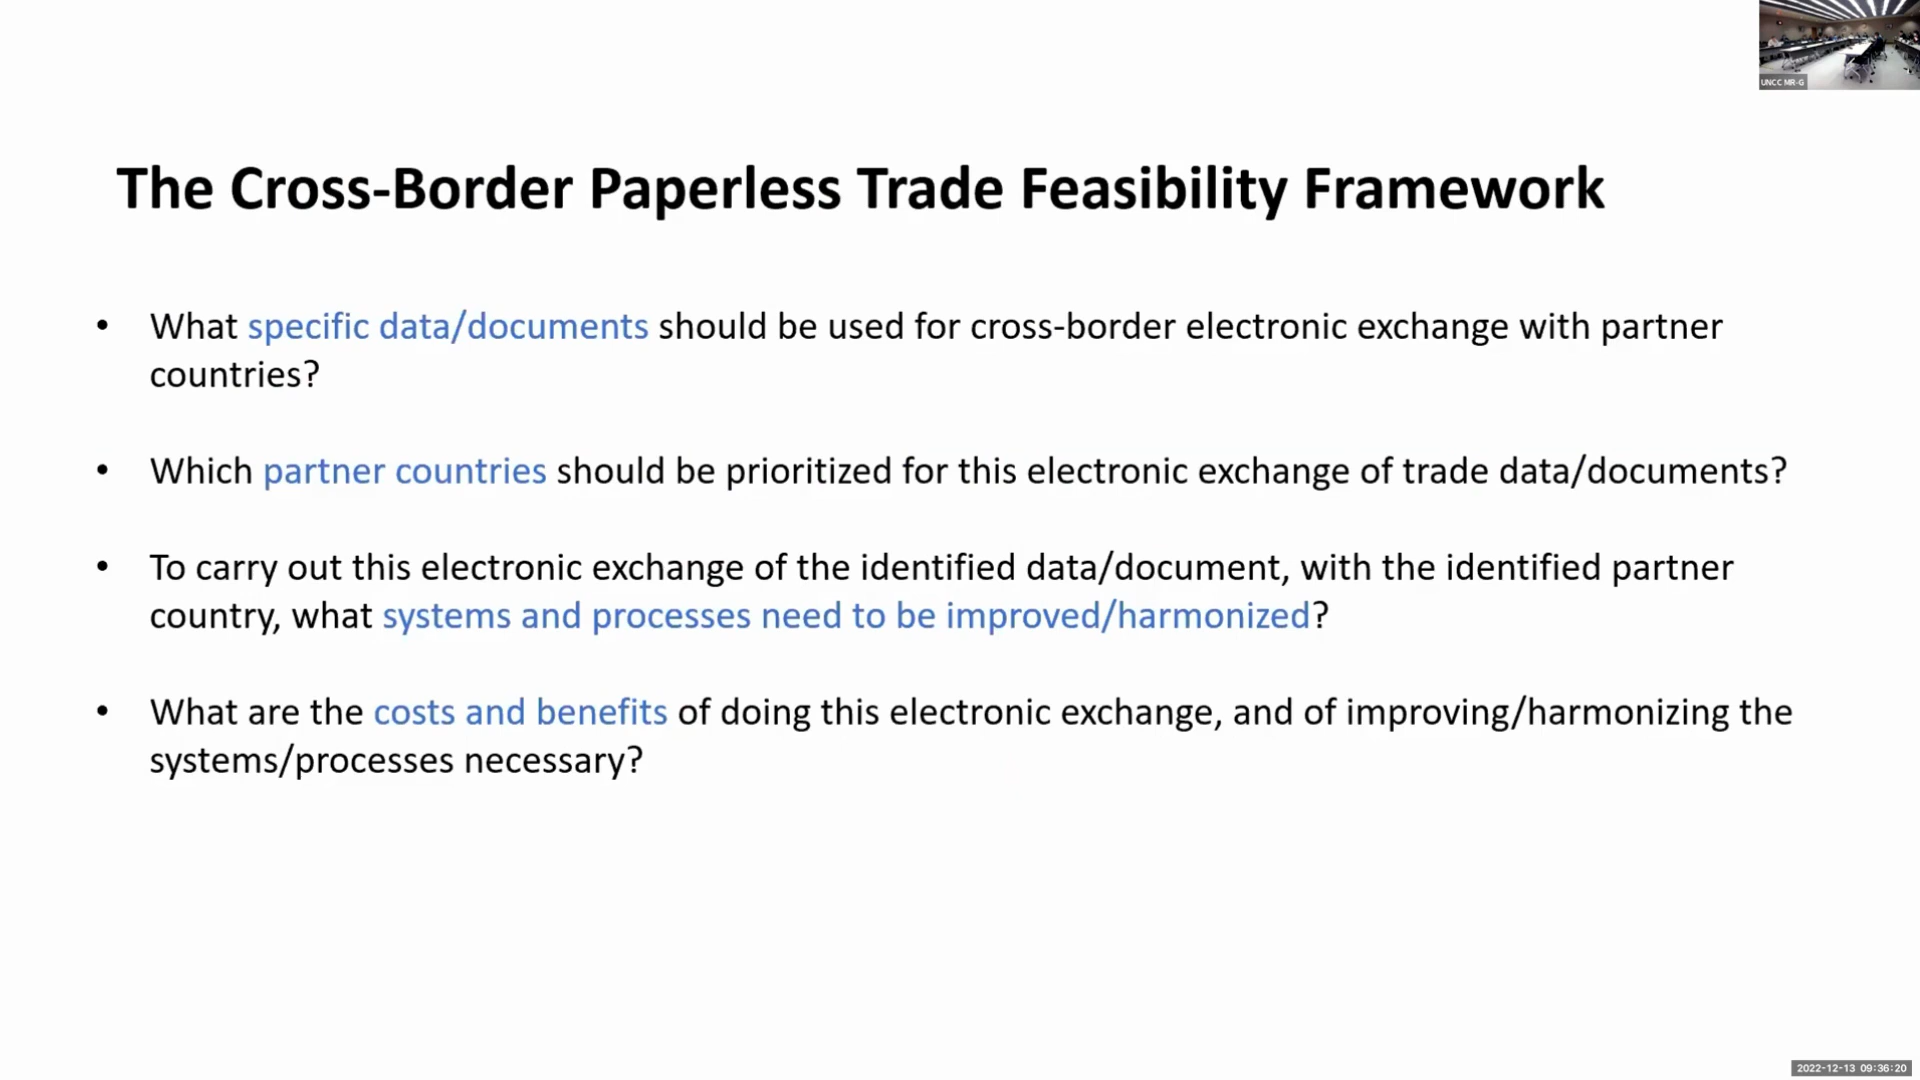 UNCC MR-G
The Cross-Border Paperless Trade Feasibility Framework
• What specific data/documents should be used for cross-border electronic exchange with partner
countries?
• Which partner countries should be prioritized for this electronic exchange of trade data/documents?
• To carry out this electronic exchange of the identified data/document, with the identified partner
country, what systems and processes need to be improved/harmonized?
• What are the costs and benefits of doing this electronic exchange, and of improving/harmonizing the
systems/processes necessary?
2022-12-13 09:36:20